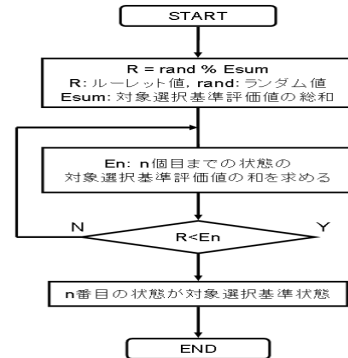 START
R = rand % Esum
R: ルーレット値, rand: ランダム値
Esum: 対象選択基準評価値の総和
En: n個目までの状態の
対象選択基準評価値の和を求める
N
Y
R<En
n番目の状態が対象選択基準状態
END